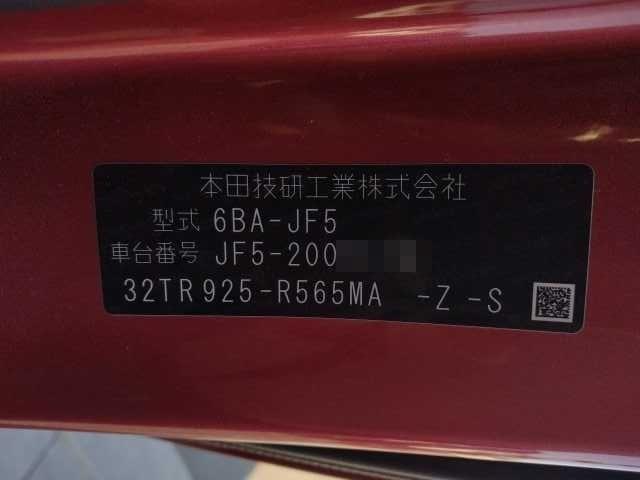 本田技研工業株式会社
型式 6BA-JF5
車台番号 JF5-200
32TR925-R565MA -Z -S